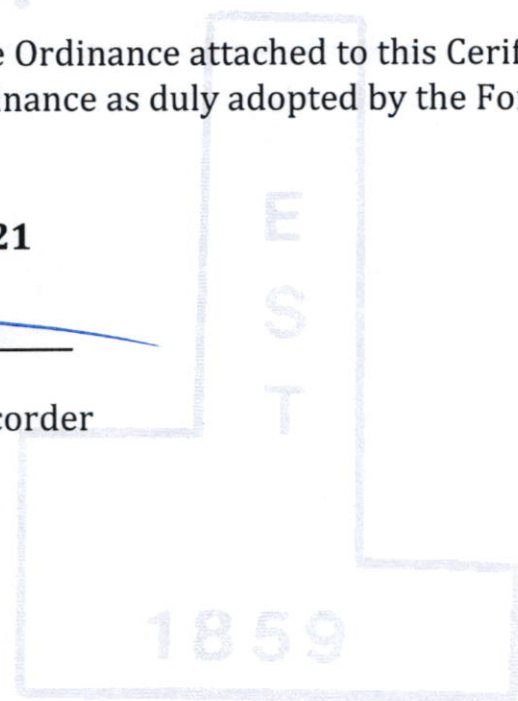 e Ordinance attached to this Cerif
nance as duly adopted by the Fo
21
corder
E
S
T
1859